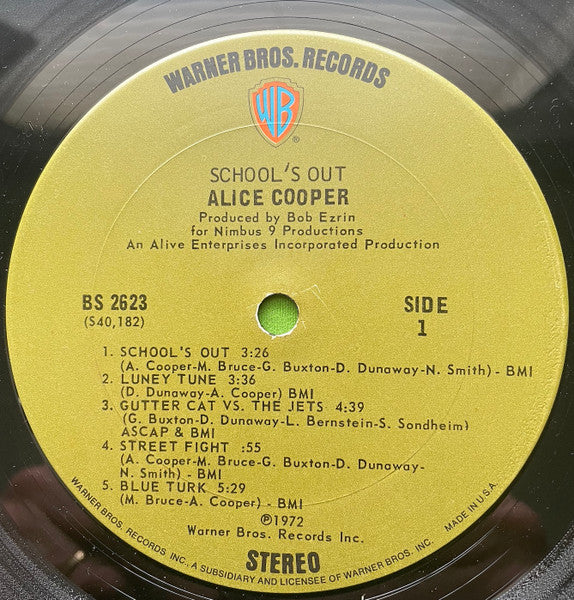 WARNER BROS. RECORDS
WB
®
SCHOOL'S OUT
ALICE COOPER
Produced by Bob Ezrin
for Nimbus 9 Productions
An Alive Enterprises Incorporated Production
BS 2623
(S40,182)
SIDE
1
1. SCHOOL'S OUT 3:26
(A. Cooper-M. Bruce-G. Buxton-D. Dunaway-N. Smith) - BMI
2. LUNEY TUNE 3:36
(D. Dunaway-A. Cooper) BMI
3. GUTTER CAT VS. THE JETS 4:39
(G. Buxton-D. Dunaway-L. Bernstein-S. Sondheim)
ASCAP & BMI
4. STREET FIGHT :55
(A. Cooper-M. Bruce-G. Buxton-D. Dunaway-
N. Smith) - BMI
5. BLUE TURK 5:29
(M. Bruce-A. Cooper) - BMI
℗1972
Warner Bros. Records Inc.
STEREO
WARNER BROS. RECORDS INC., A SUBSIDIARY AND LICENSEE OF WARNER BROS. INC. MADE IN U.S.A.